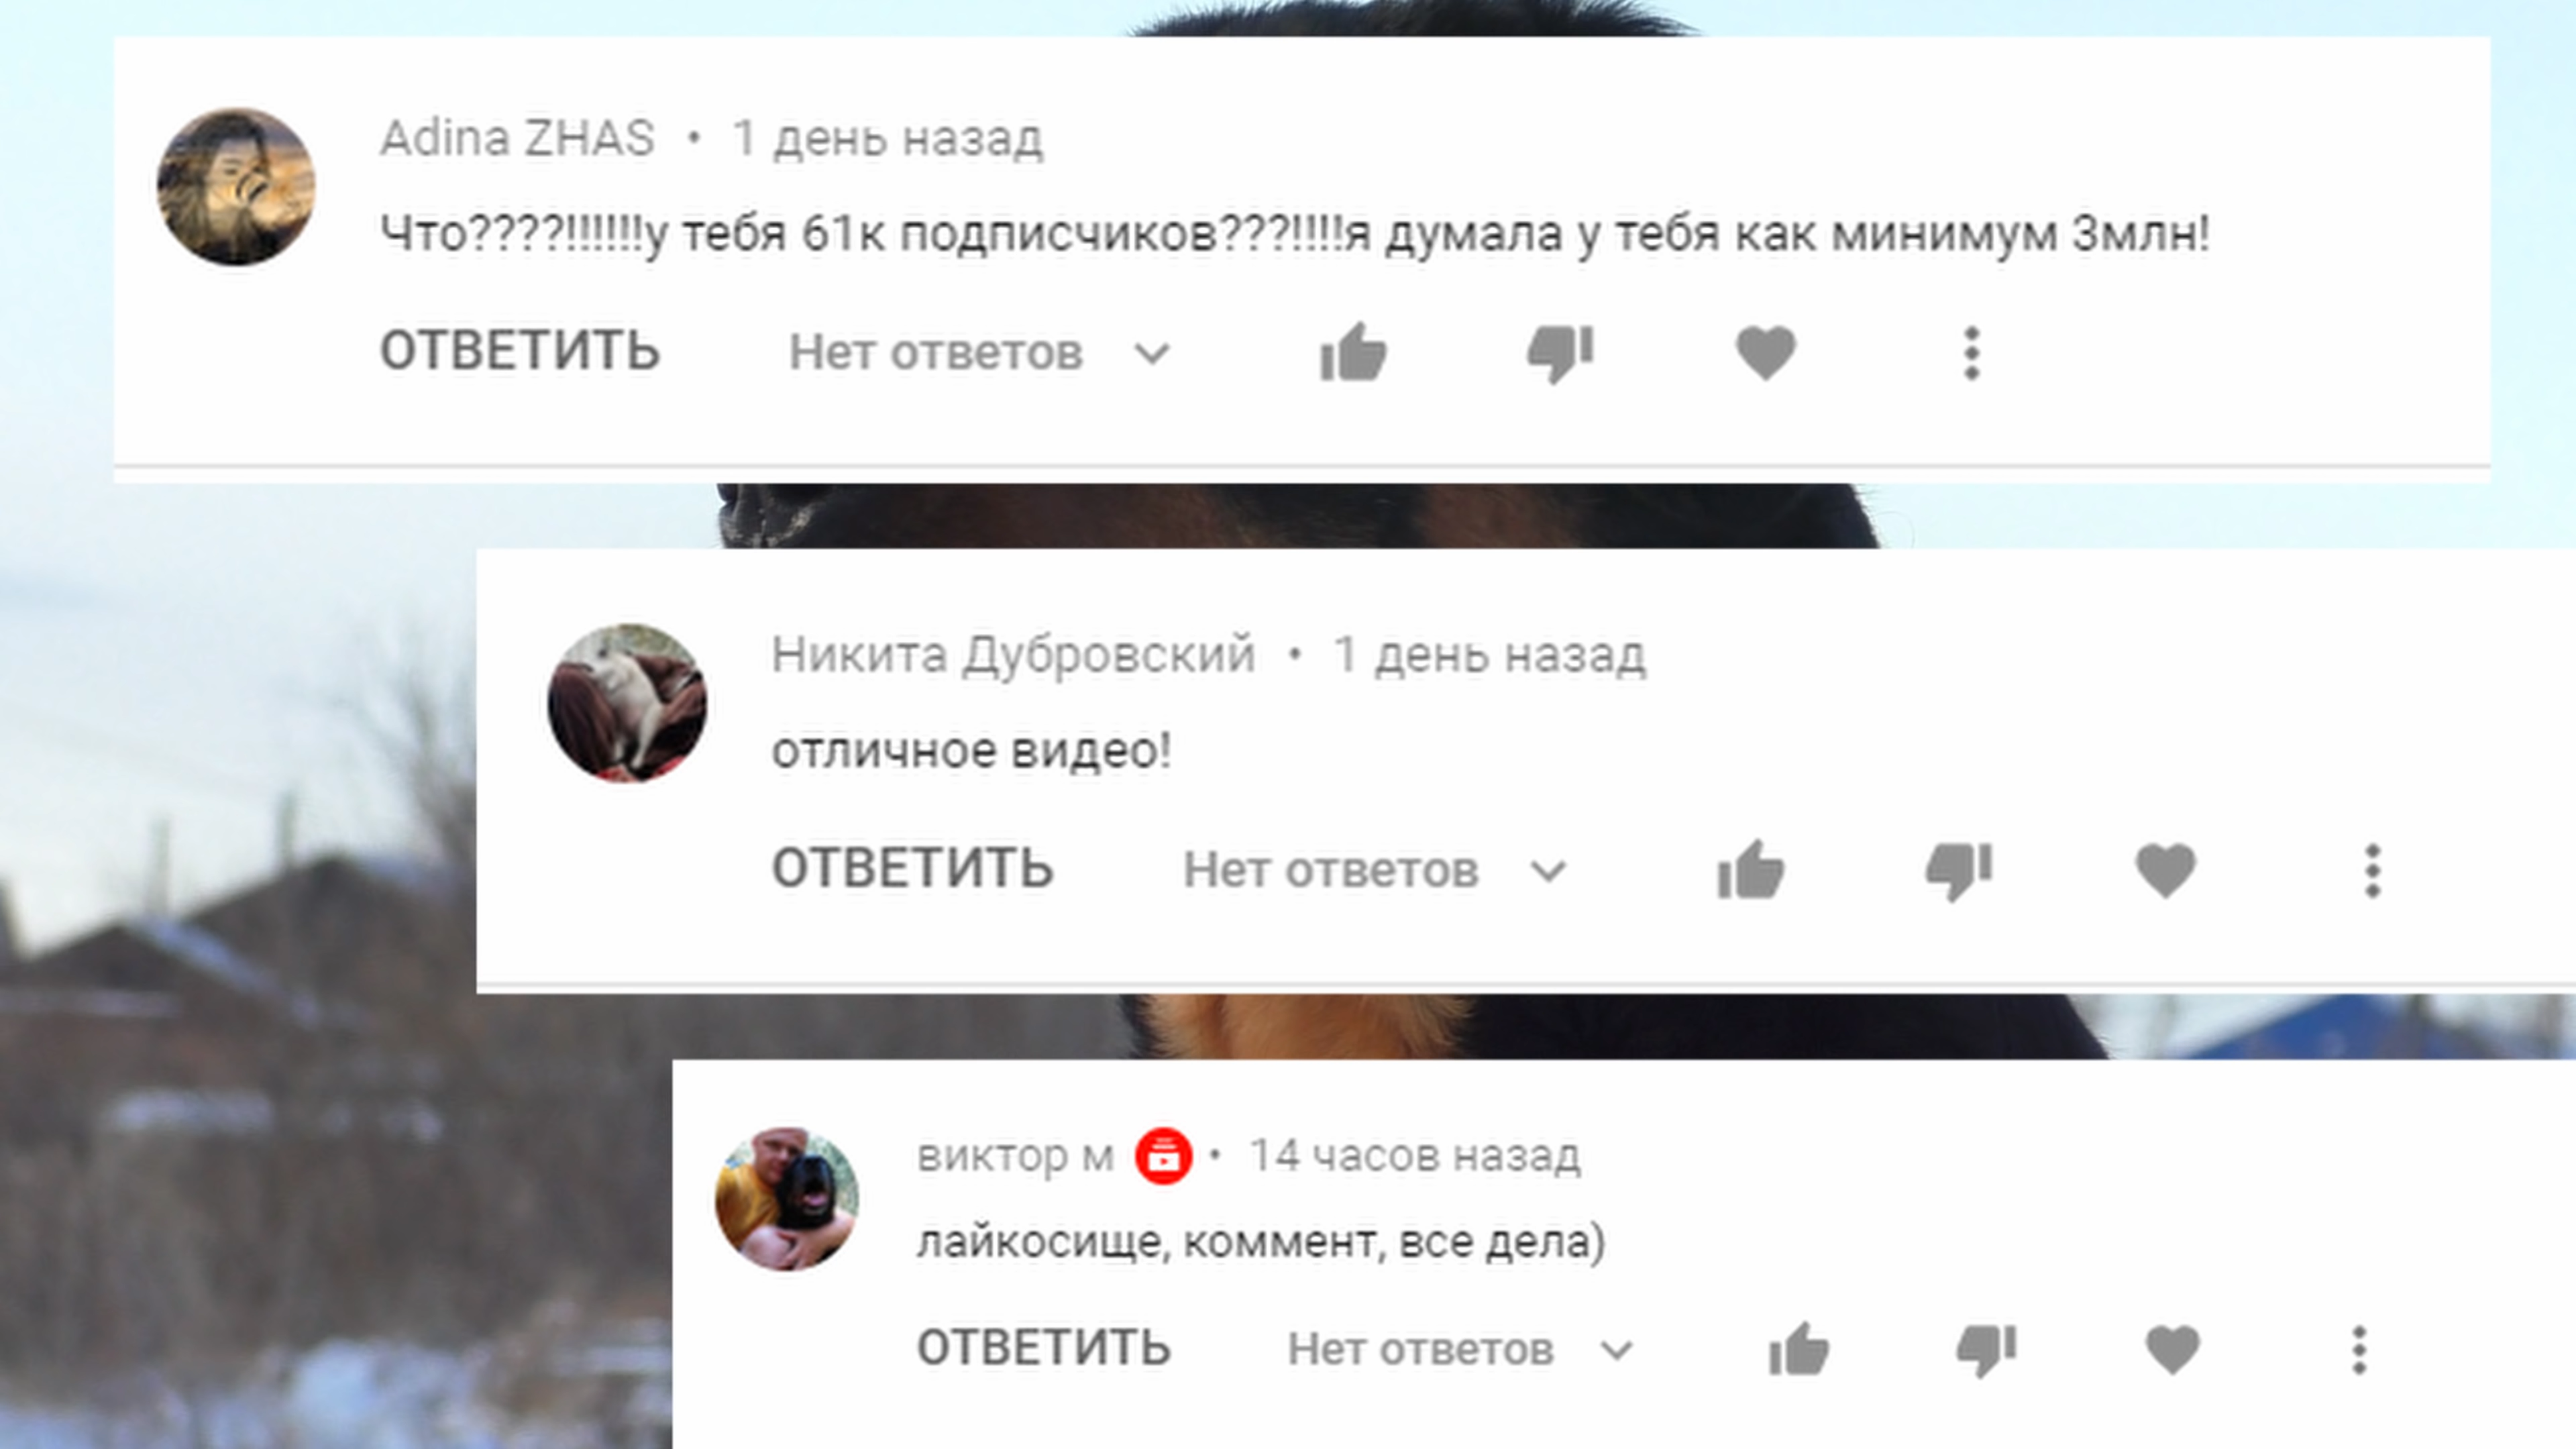 Adina ZHAS • 1 день назад
Что????!!!!!!у тебя 61к подписчиков???!!!!я думала у тебя как минимум 3млн!
ОТВЕТИТЬ Нет ответов
Никита Дубровский • 1 день назад
отличное видео!
ОТВЕТИТЬ Нет ответов
виктор м • 14 часов назад
лайкосище, коммент, все дела)
ОТВЕТИТЬ Нет ответов